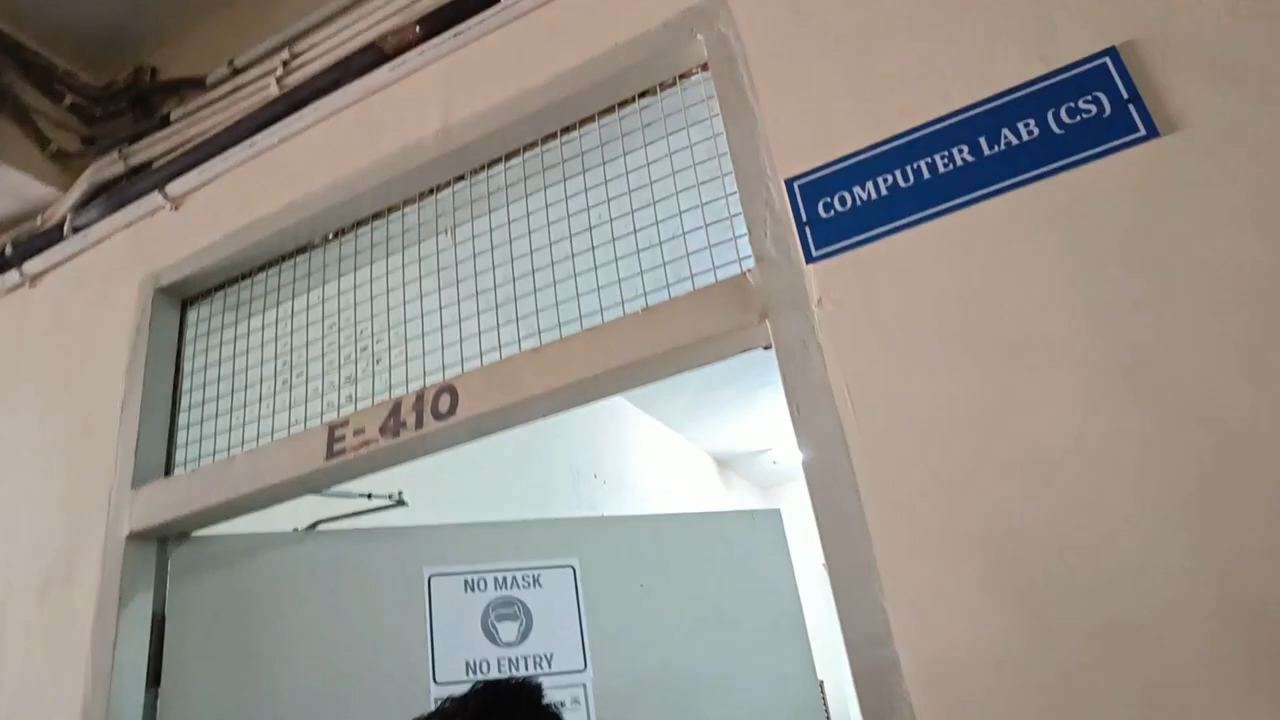 COMPUTER LAB (CS)
E-410
NO MASK
NO ENTRY